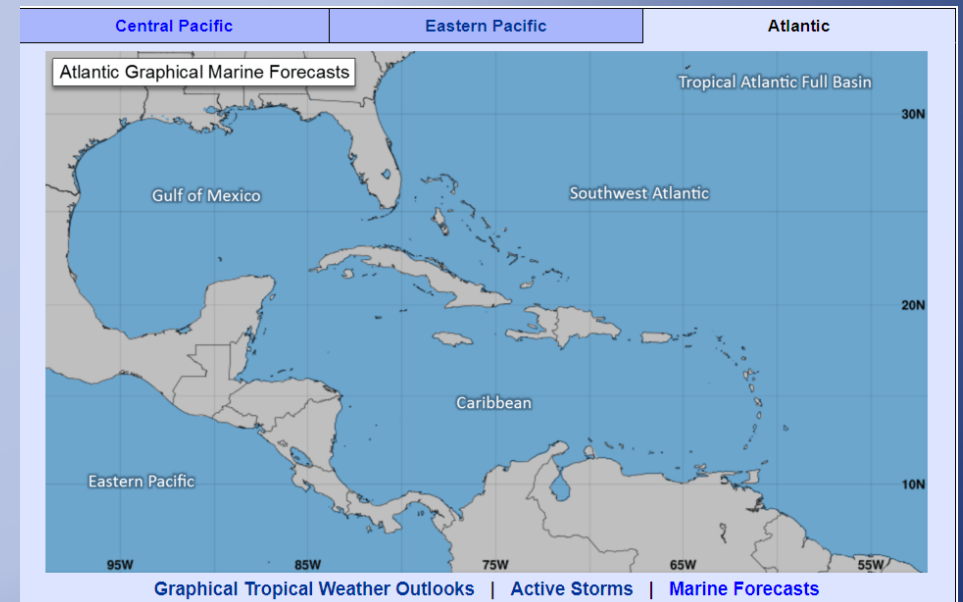 Central Pacific
Eastern Pacific
Atlantic
Atlantic Graphical Marine Forecasts
Tropical Atlantic Full Basin
30N
Gulf of Mexico
Southwest Atlantic
20N
Caribbean
Eastern Pacific
10N
95W
85W
75W
65W
55W
Graphical Tropical Weather Outlooks | Active Storms | Marine Forecasts